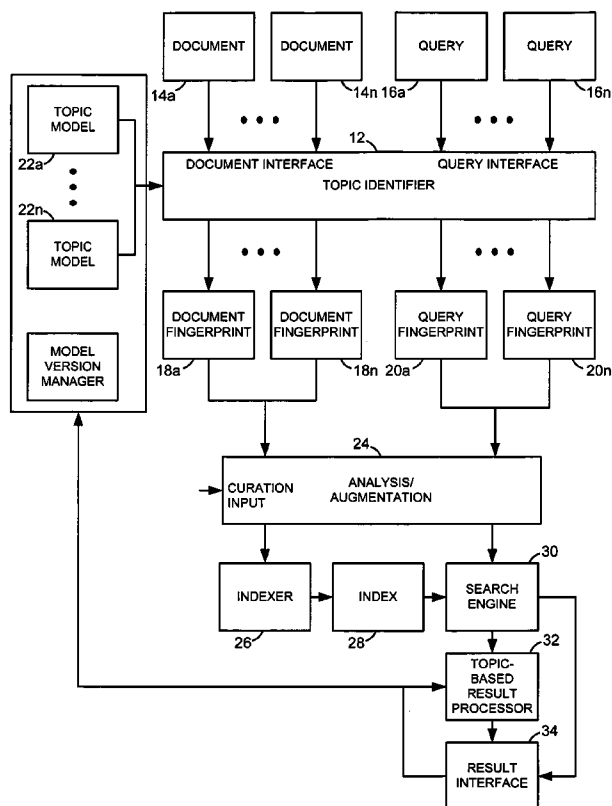 DOCUMENT
DOCUMENT
QUERY
QUERY
14a
14n
16a
16n
TOPIC
MODEL
22a
22n
TOPIC
MODEL
MODEL
VERSION
MANAGER
12
DOCUMENT INTERFACE
QUERY INTERFACE
TOPIC IDENTIFIER
DOCUMENT
FINGERPRINT
DOCUMENT
FINGERPRINT
QUERY
FINGERPRINT
QUERY
FINGERPRINT
18a
18n
20a
20n
24
CURATION
INPUT
ANALYSIS/
AUGMENTATION
INDEXER
26
INDEX
28
30
SEARCH
ENGINE
32
TOPIC-
BASED
RESULT
PROCESSOR
34
RESULT
INTERFACE